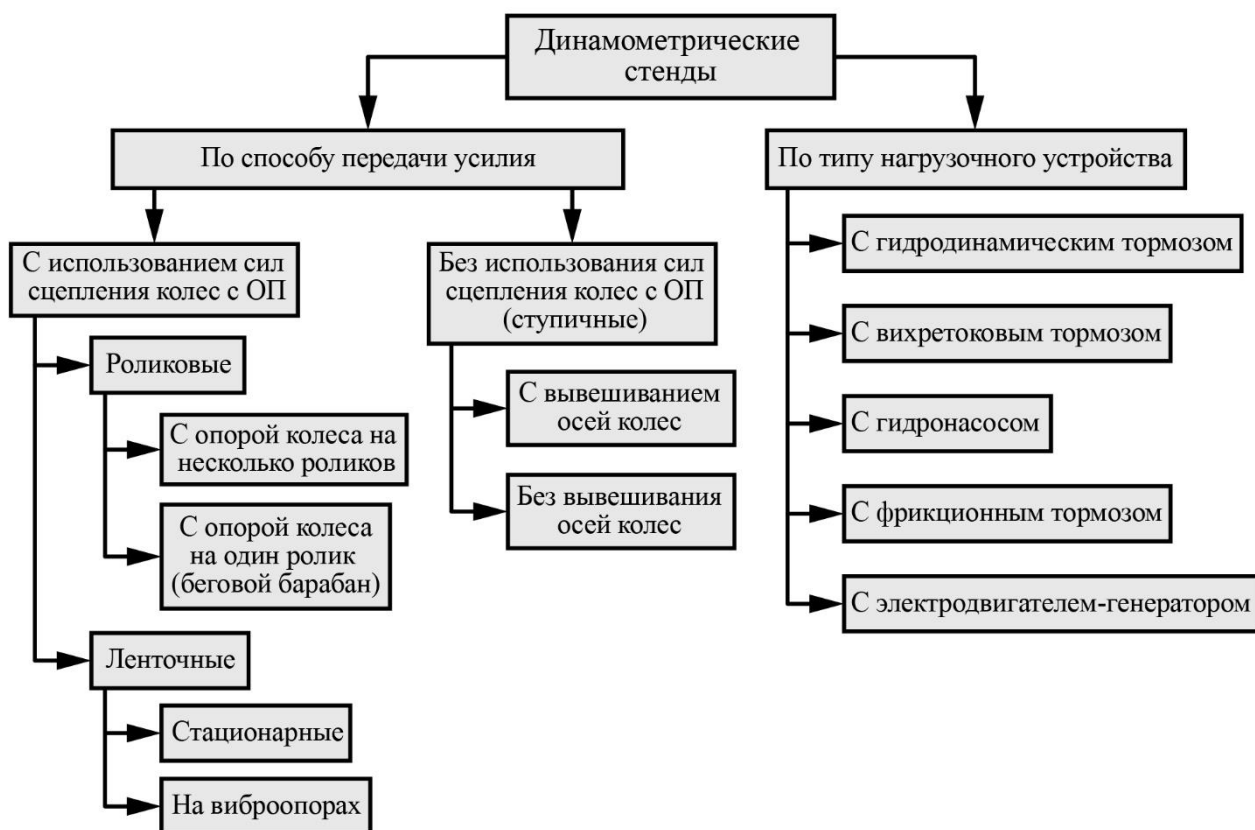 Динамометрические
стенды
По способу передачи усилия
По типу нагрузочного устройства
С использованием сил
сцепления колес с ОП
Без использования сил
сцепления колес с ОП
(ступичные)
Роликовые
С опорой колеса на
несколько роликов
С опорой колеса
на один ролик
(беговой барабан)
Ленточные
Стационарные
На виброопорах
С вывешиванием
осей колес
Без вывешивания
осей колес
С гидродинамическим тормозом
С вихретоковым тормозом
С гидронасосом
С фрикционным тормозом
С электродвигателем-генератором